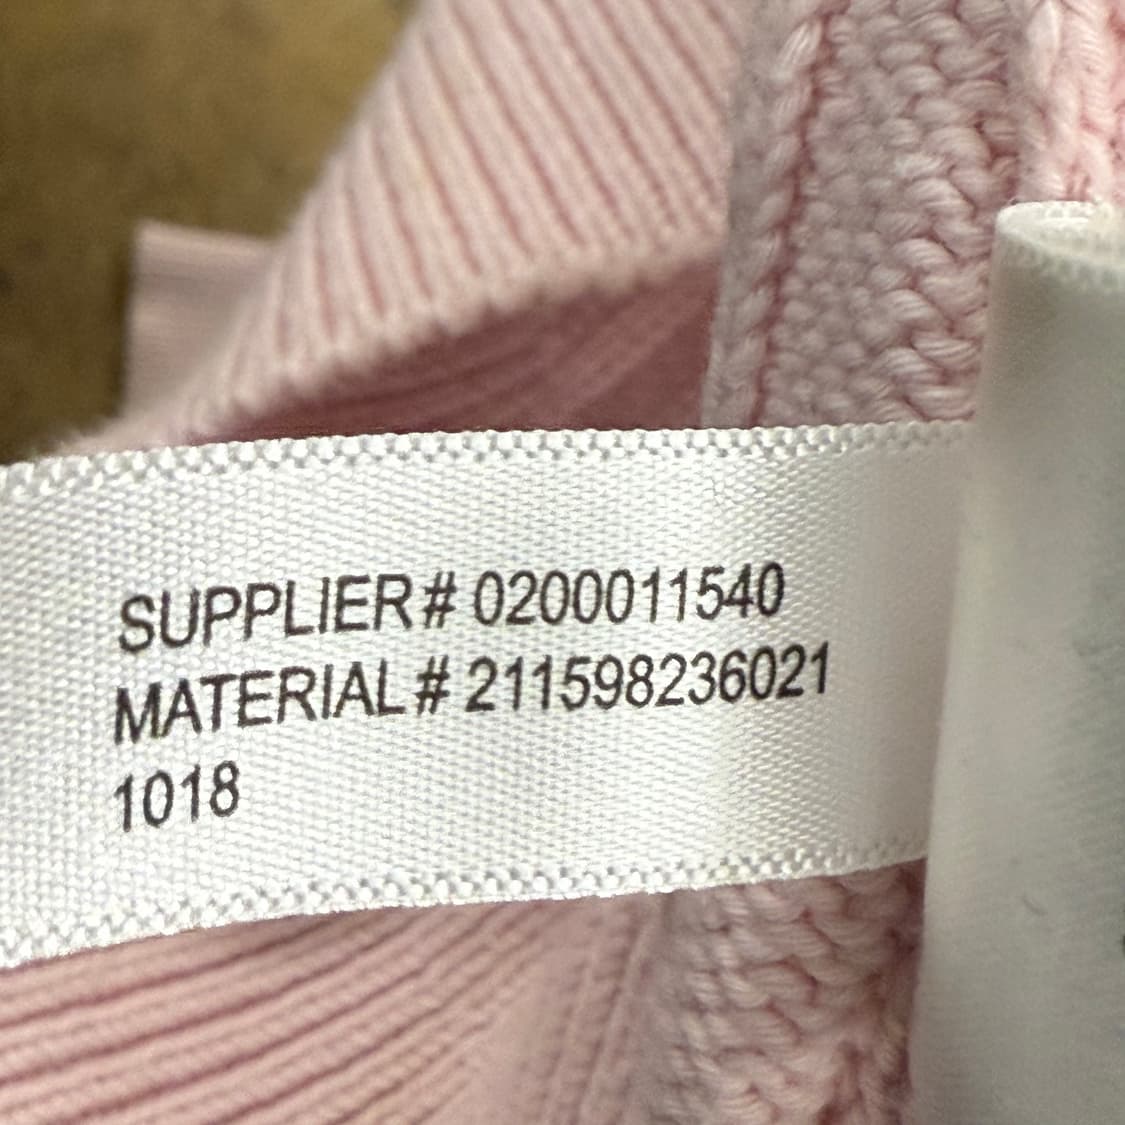 SUPPLIER# 0200011540
MATERIAL# 211598236021
1018